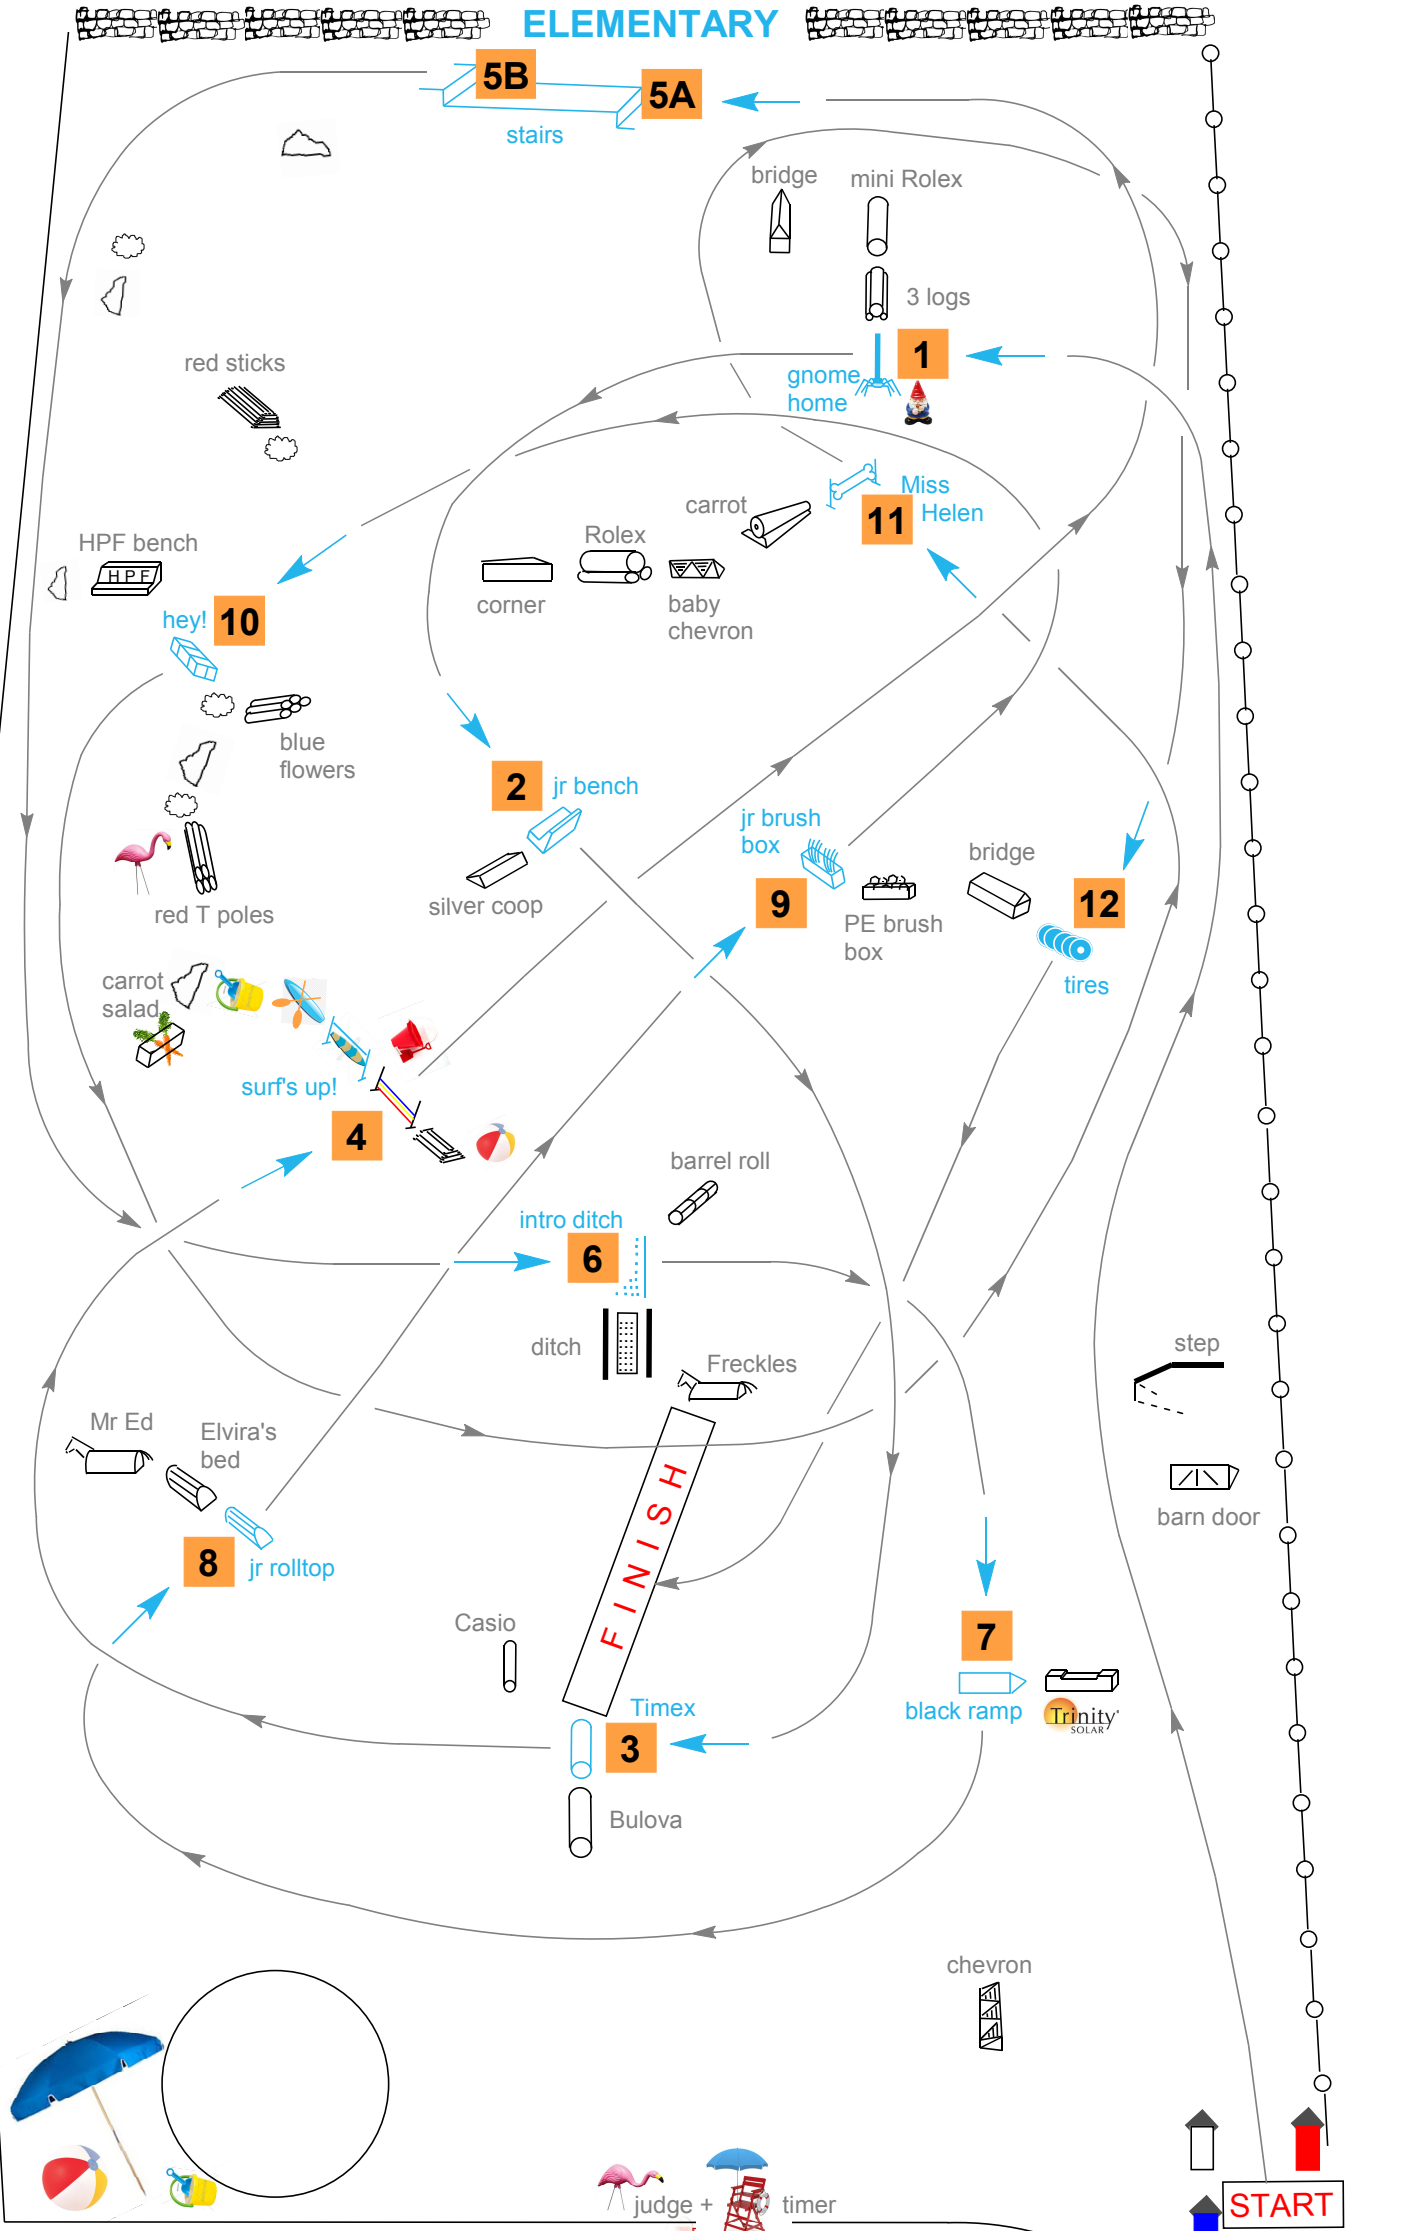 ELEMENTARY
5B
5A
stairs
bridge
mini Rolex
3 logs
1
gnome
home
red sticks
Miss
Helen
11
carrot
Rolex
HPF bench
HPF
corner
baby
chevron
hey!
10
blue
flowers
2
jr bench
jr brush
box
silver coop
9
PE brush
box
bridge
12
tires
red T poles
carrot
salad
surf's up!
4
barrel roll
intro ditch
6
ditch
Freckles
step
Mr Ed
Elvira's
bed
FINISH
barn door
8
jr rolltop
Casio
7
black ramp
Trinity
SOLAR
Timex
3
Bulova
chevron
judge +
timer
START